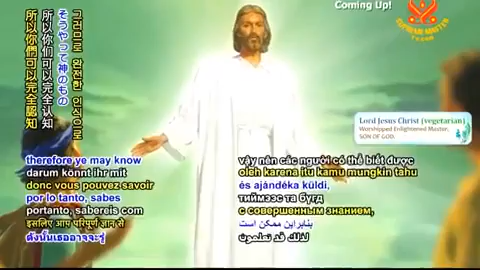 Coming Up!
SUPREME MASTER
TV.COM
그러므로 완전한 인식으로
そうやって神のもの
所以你们可以完全认知
所以你們可以完全認知
Lord Jesus Christ (vegetarian)
Worshipped Enlightened Master,
SON OF GOD.
therefore ye may know
darum könnt ihr mit
donc vous pouvez savoir
por lo tanto, sabes
portanto, sabereis com
इसलिए आप परिपूर्ण ज्ञान से
ดังนั้นเธออาจจะรู้
vậy nên các người có thể biết được
oleh karena itu kamu mungkin tahu
és ajándéka küldi,
тиймээс та бүгд
с совершенным знанием,
بنابراین ممکن است
لذلك قد تعلمون